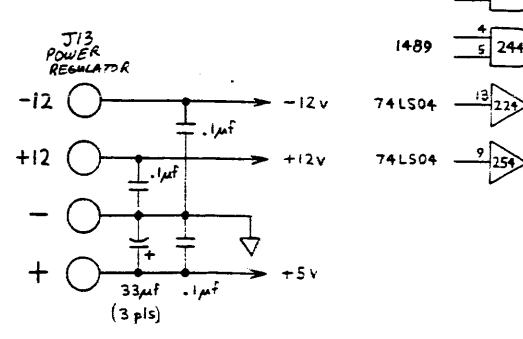 J13
POWER
REGULATOR
-12
-12v
.1µf
+12
+12v
.1µf
-
+
+
+5v
33µf
.1µf
(3 pls)
4
1489
5
244
74LS04
13
224
74LS04
9
254